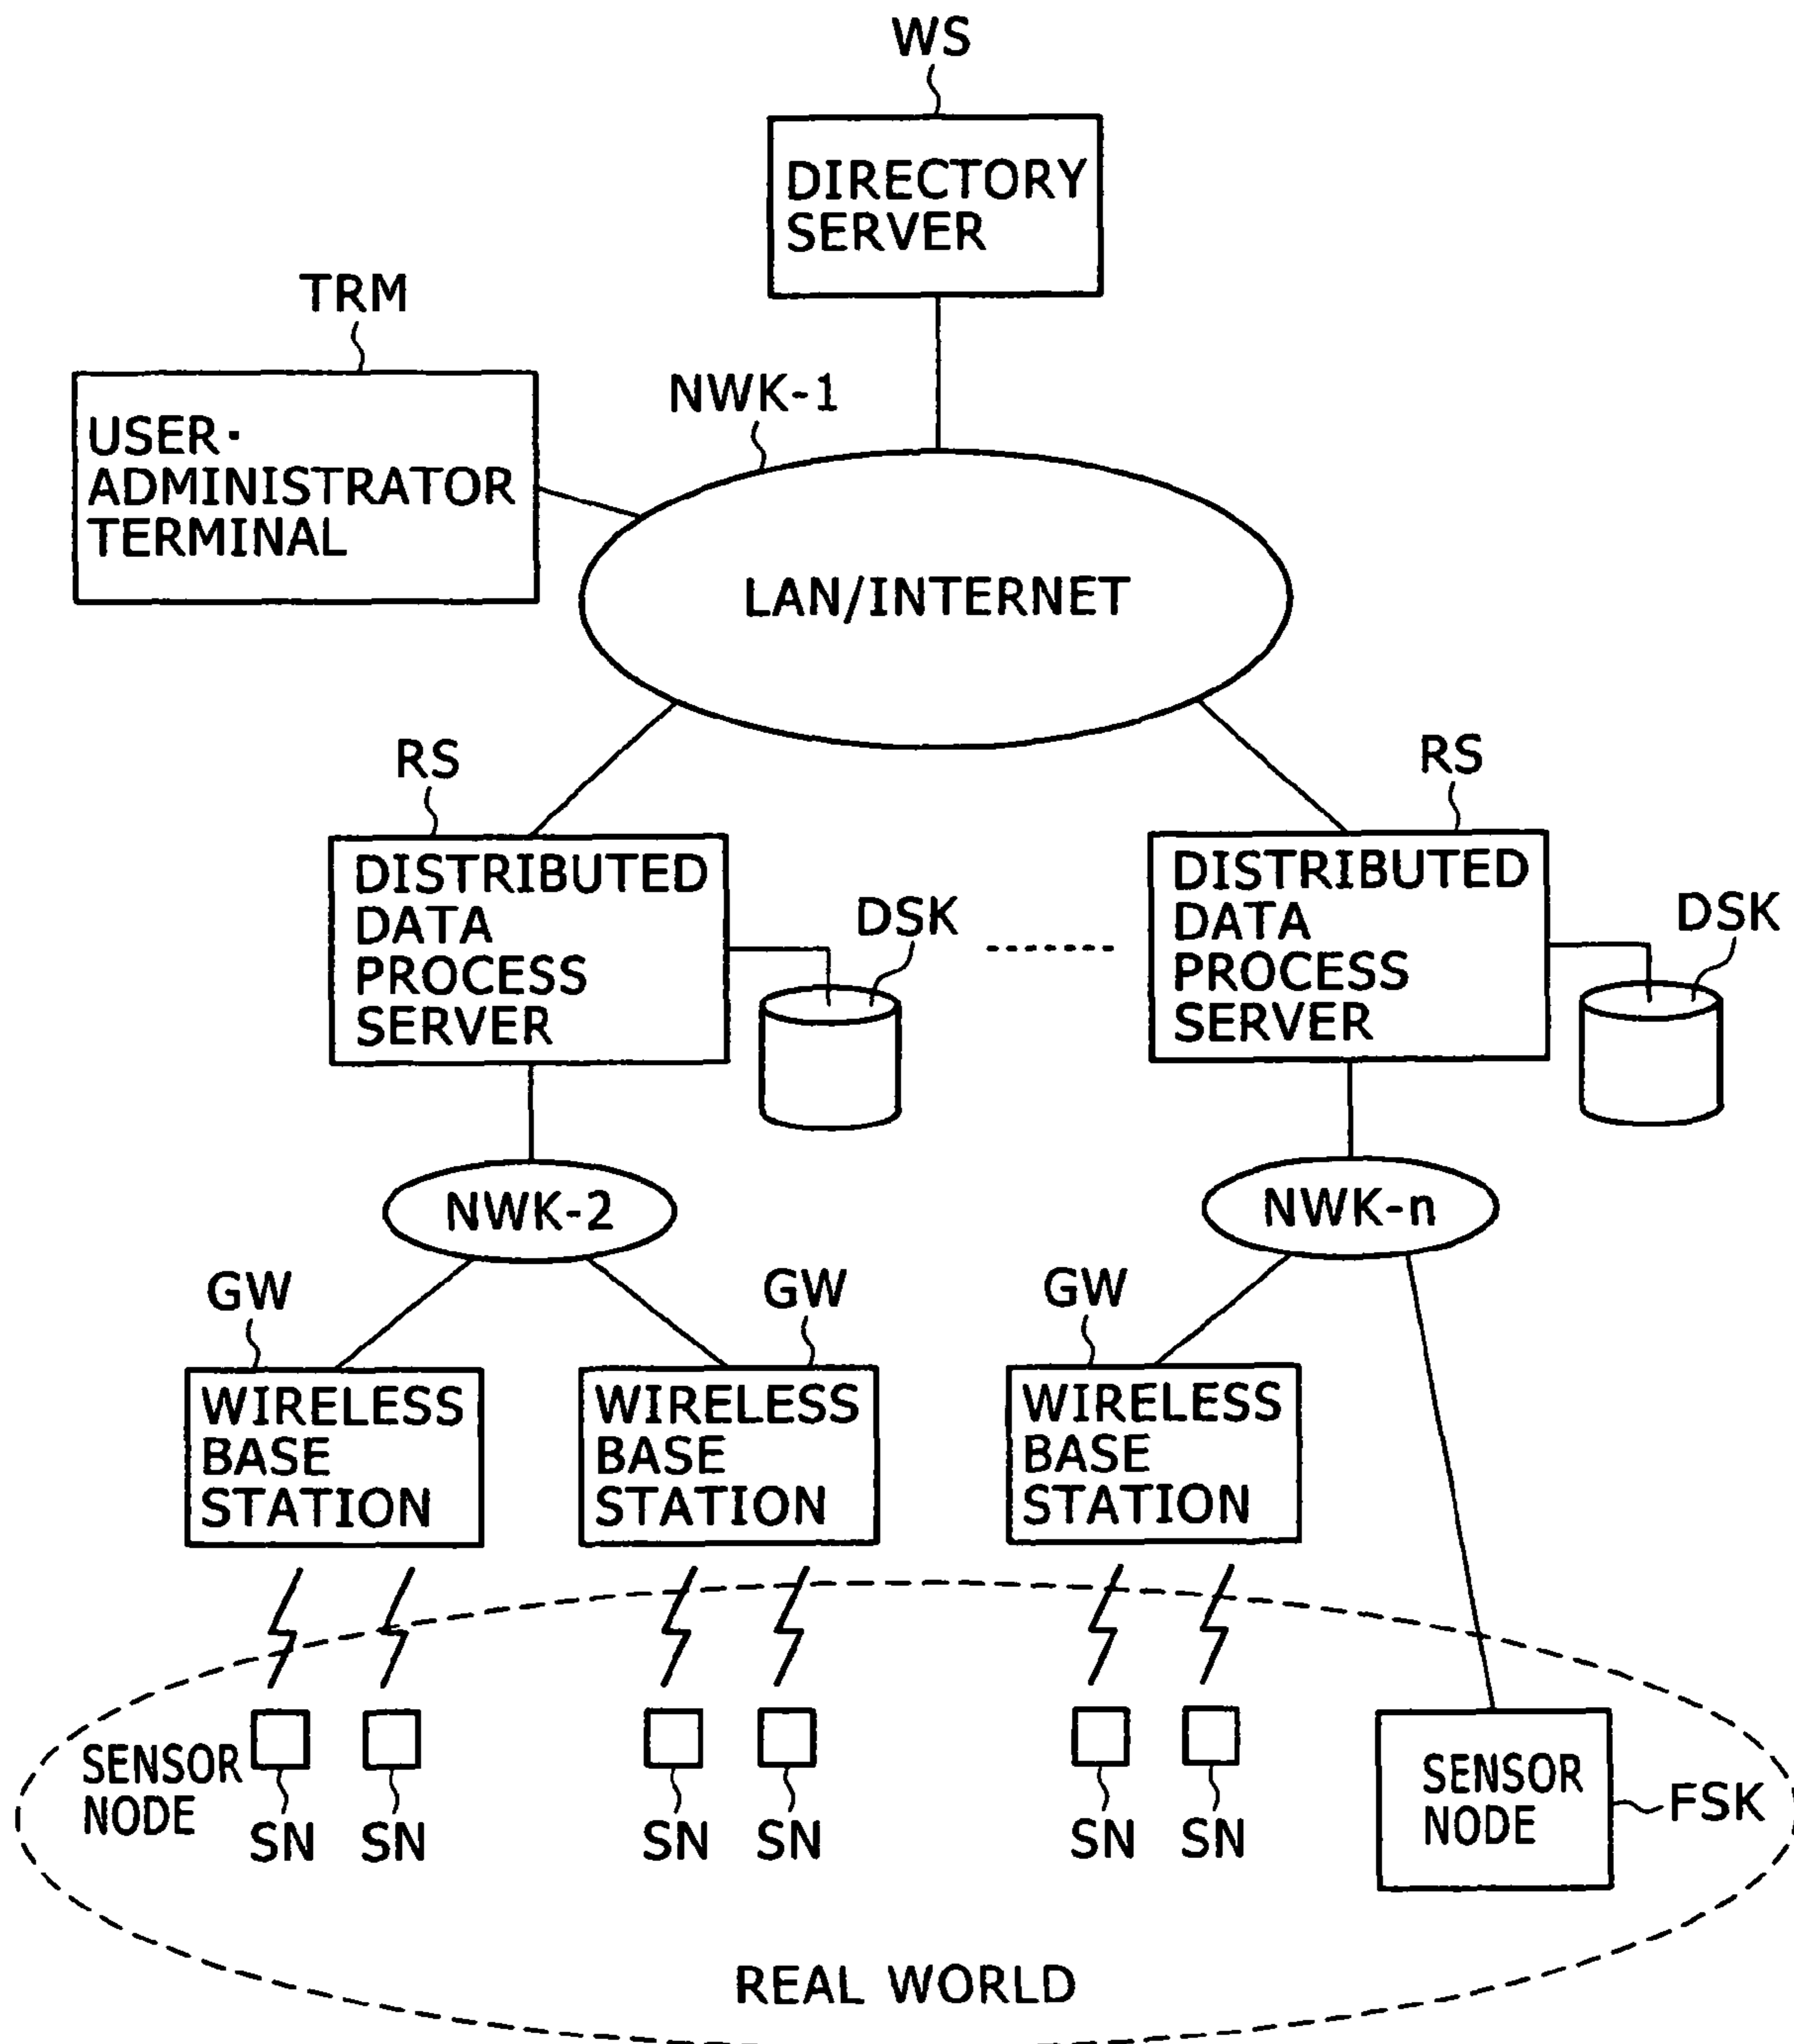 WS
DIRECTORY
SERVER
TRM
USER·
ADMINISTRATOR
TERMINAL
NWK-1
LAN/INTERNET
RS
DISTRIBUTED
DATA
PROCESS
SERVER
DSK
RS
DISTRIBUTED
DATA
PROCESS
SERVER
DSK
NWK-2
NWK-n
GW
WIRELESS
BASE
STATION
GW
WIRELESS
BASE
STATION
GW
WIRELESS
BASE
STATION
SENSOR
NODE
SN
SN
SN
SN
SN
SN
SENSOR
NODE
FSK
REAL WORLD